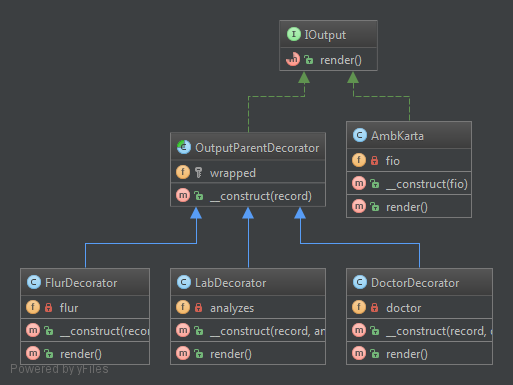 IOutput
render()
OutputParentDecorator
wrapped
__construct(record)
AmbKarta
fio
__construct(fio)
render()
FlurDecorator
flur
__construct(recor
render()
LabDecorator
analyzes
__construct(record, an
render()
DoctorDecorator
doctor
__construct(record, d
render()
Powered by yFiles